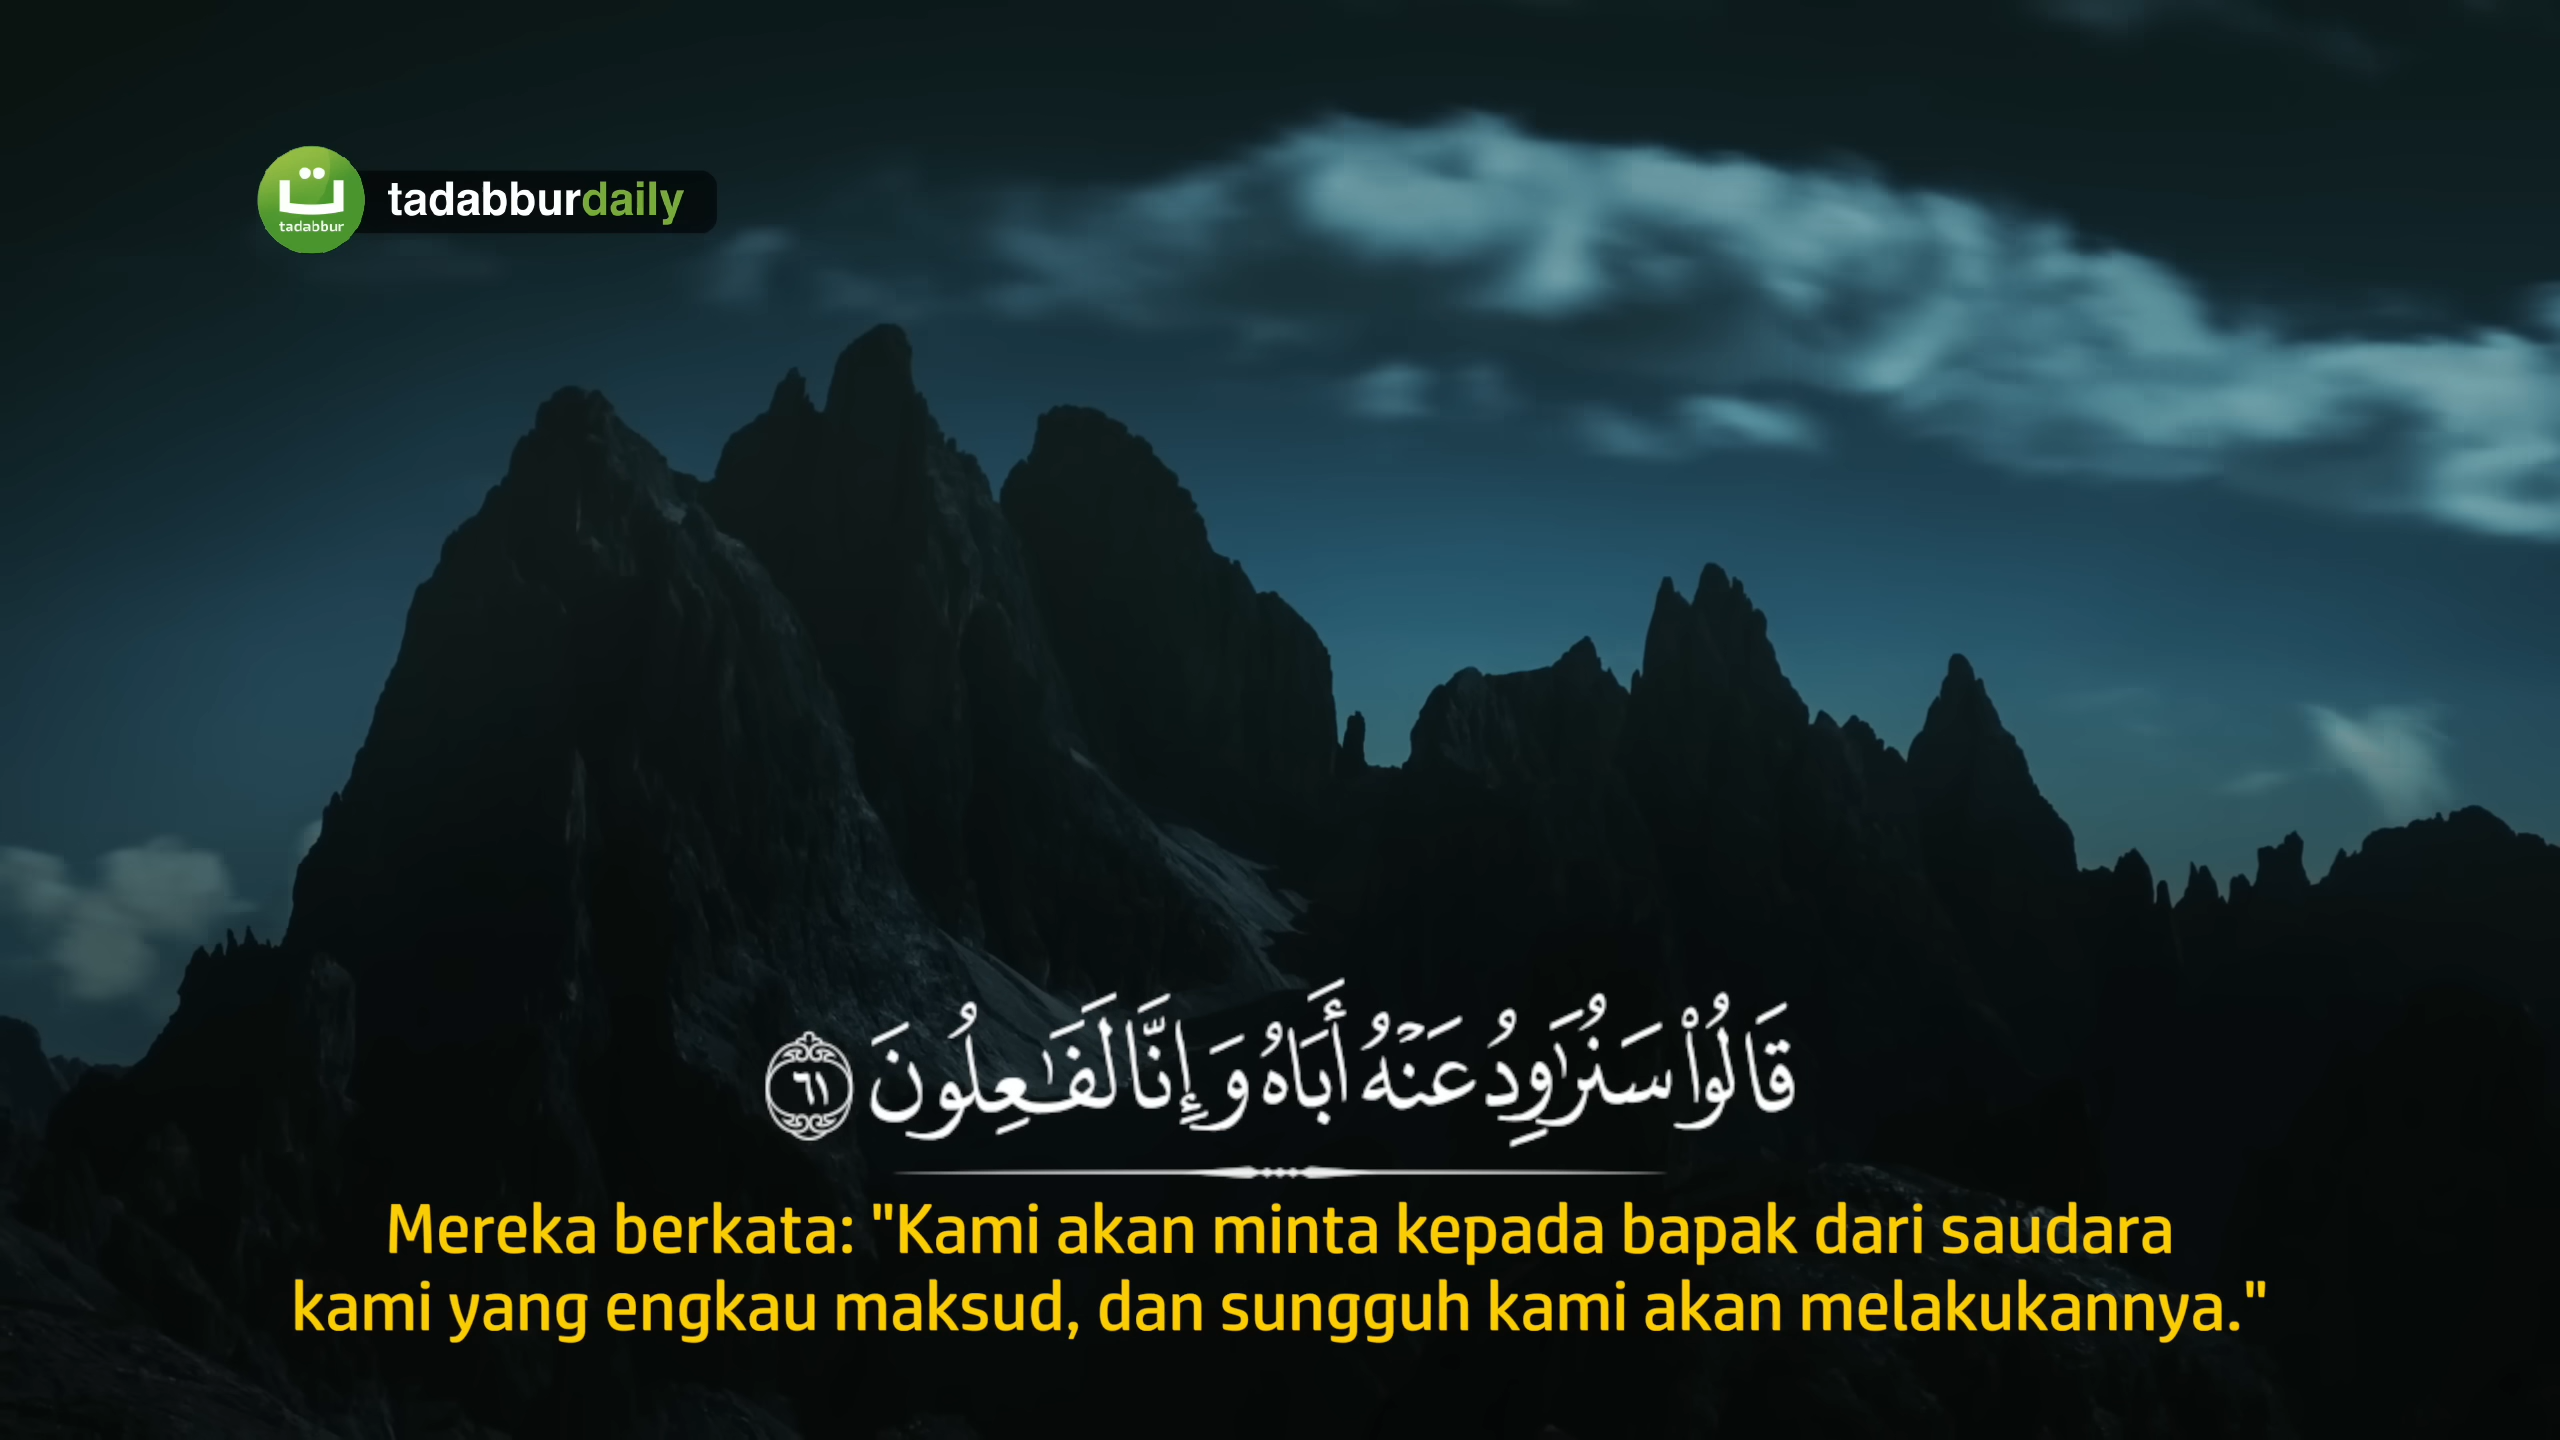 tadabbur
tadabburdaily
قَالُوا۟ سَنُرَٰوِدُ عَنْهُ أَبَاهُ وَإِنَّا لَفَـٰعِلُونَ ٦١
Mereka berkata: "Kami akan minta kepada bapak dari saudara
kami yang engkau maksud, dan sungguh kami akan melakukannya."